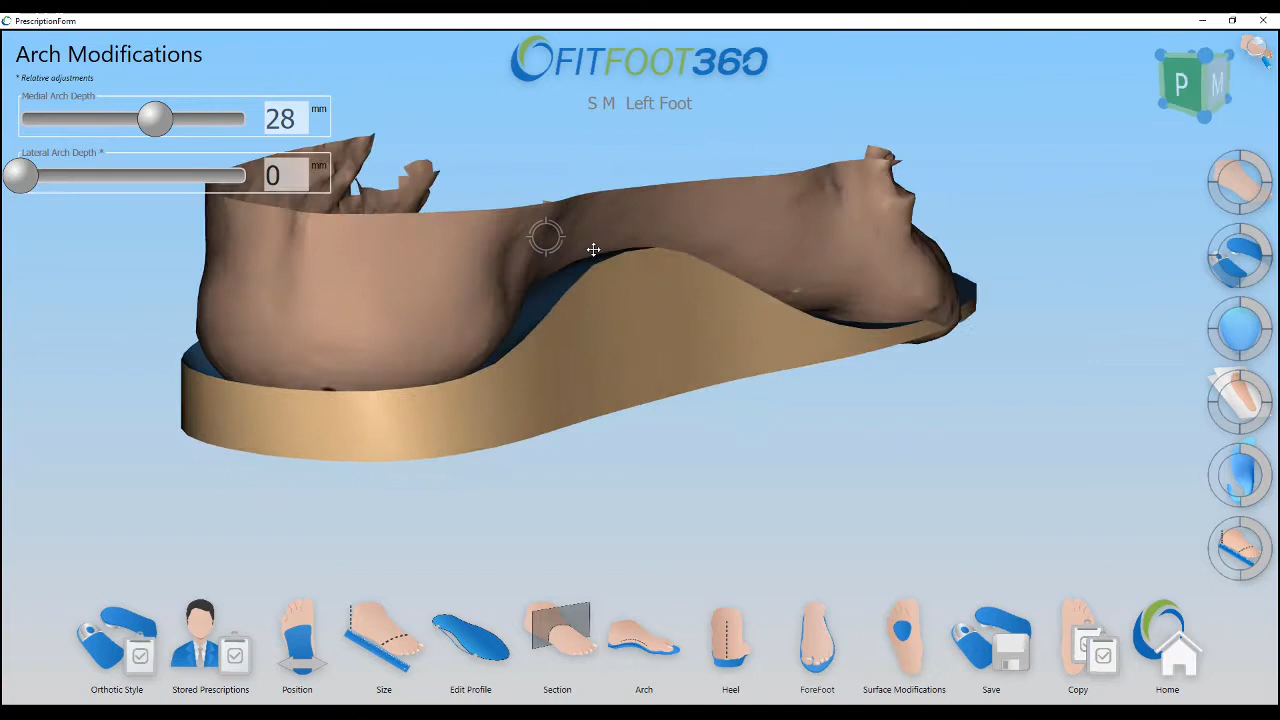 PrescriptionForm
Arch Modifications
* Relative adjustments
Medial Arch Depth
28
mm
Lateral Arch Depth *
0
mm
FITFOOT360
S M Left Foot
P
M
Orthotic Style
Stored Prescriptions
Position
Size
Edit Profile
Section
Arch
Heel
ForeFoot
Surface Modifications
Save
Copy
Home